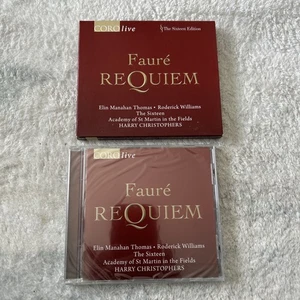 CORO live
The Sixteen Edition
Fauré
REQUIEM
Elin Manahan Thomas • Roderick Williams
The Sixteen
Academy of St Martin in the Fields
HARRY CHRISTOPHERS
CORO live
Fauré
REQUIEM
Elin Manahan Thomas • Roderick Williams
The Sixteen
Academy of St Martin in the Fields
HARRY CHRISTOPHERS